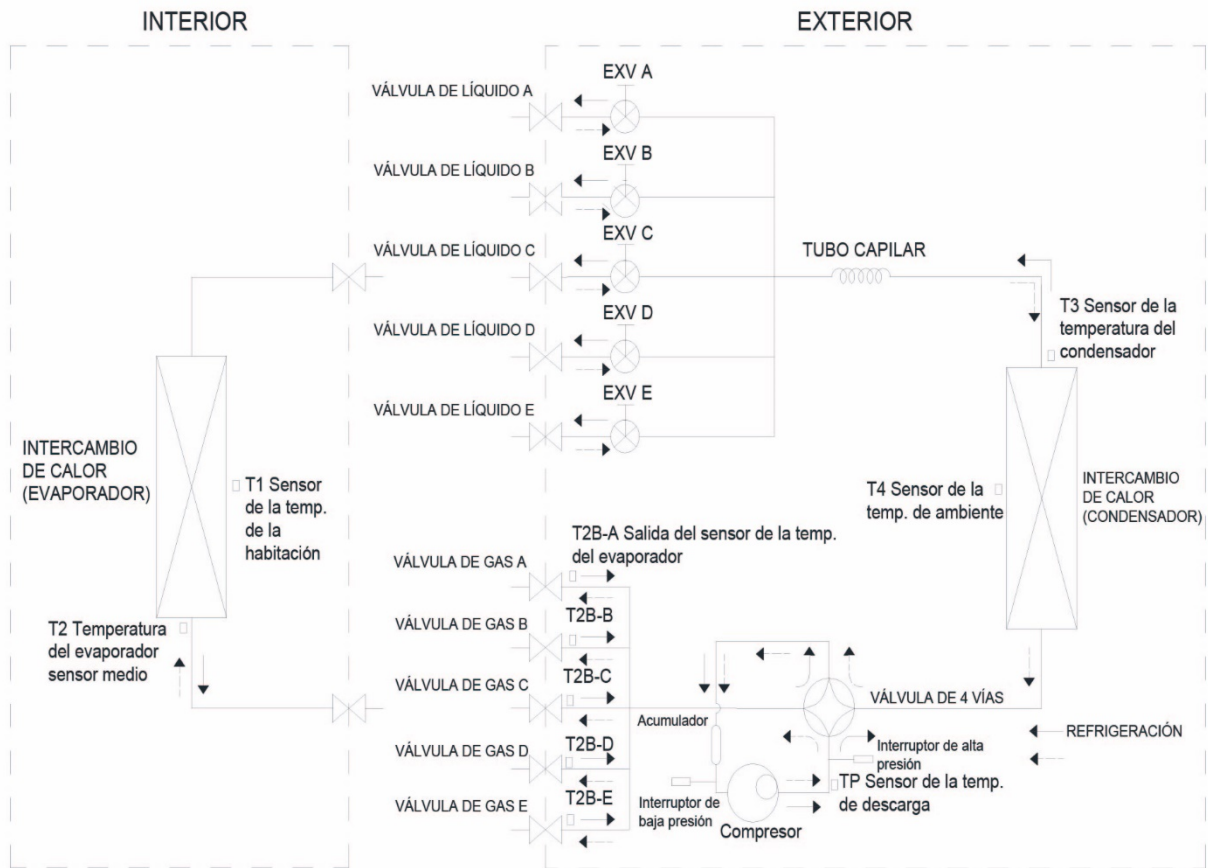 INTERIOR
EXTERIOR
EXV A
VÁLVULA DE LÍQUIDO A
EXV B
VÁLVULA DE LÍQUIDO B
EXV C
VÁLVULA DE LÍQUIDO C
TUBO CAPILAR
EXV D
VÁLVULA DE LÍQUIDO D
T3 Sensor de la
temperatura del
condensador
EXV E
VÁLVULA DE LÍQUIDO E
INTERCAMBIO
DE CALOR
(EVAPORADOR)
T1 Sensor
de la temp.
de la
habitación
T4 Sensor de la
temp. de ambiente
INTERCAMBIO
DE CALOR
(CONDENSADOR)
T2B-A Salida del sensor de la temp.
del evaporador
VÁLVULA DE GAS A
T2 Temperatura
del evaporador
sensor medio
T2B-B
VÁLVULA DE GAS B
T2B-C
VÁLVULA DE GAS C
VÁLVULA DE 4 VÍAS
Acumulador
REFRIGERACIÓN
T2B-D
VÁLVULA DE GAS D
Interruptor de alta
presión
T2B-E
VÁLVULA DE GAS E
Interruptor de
baja presión
Compresor
TP Sensor de la temp.
de descarga